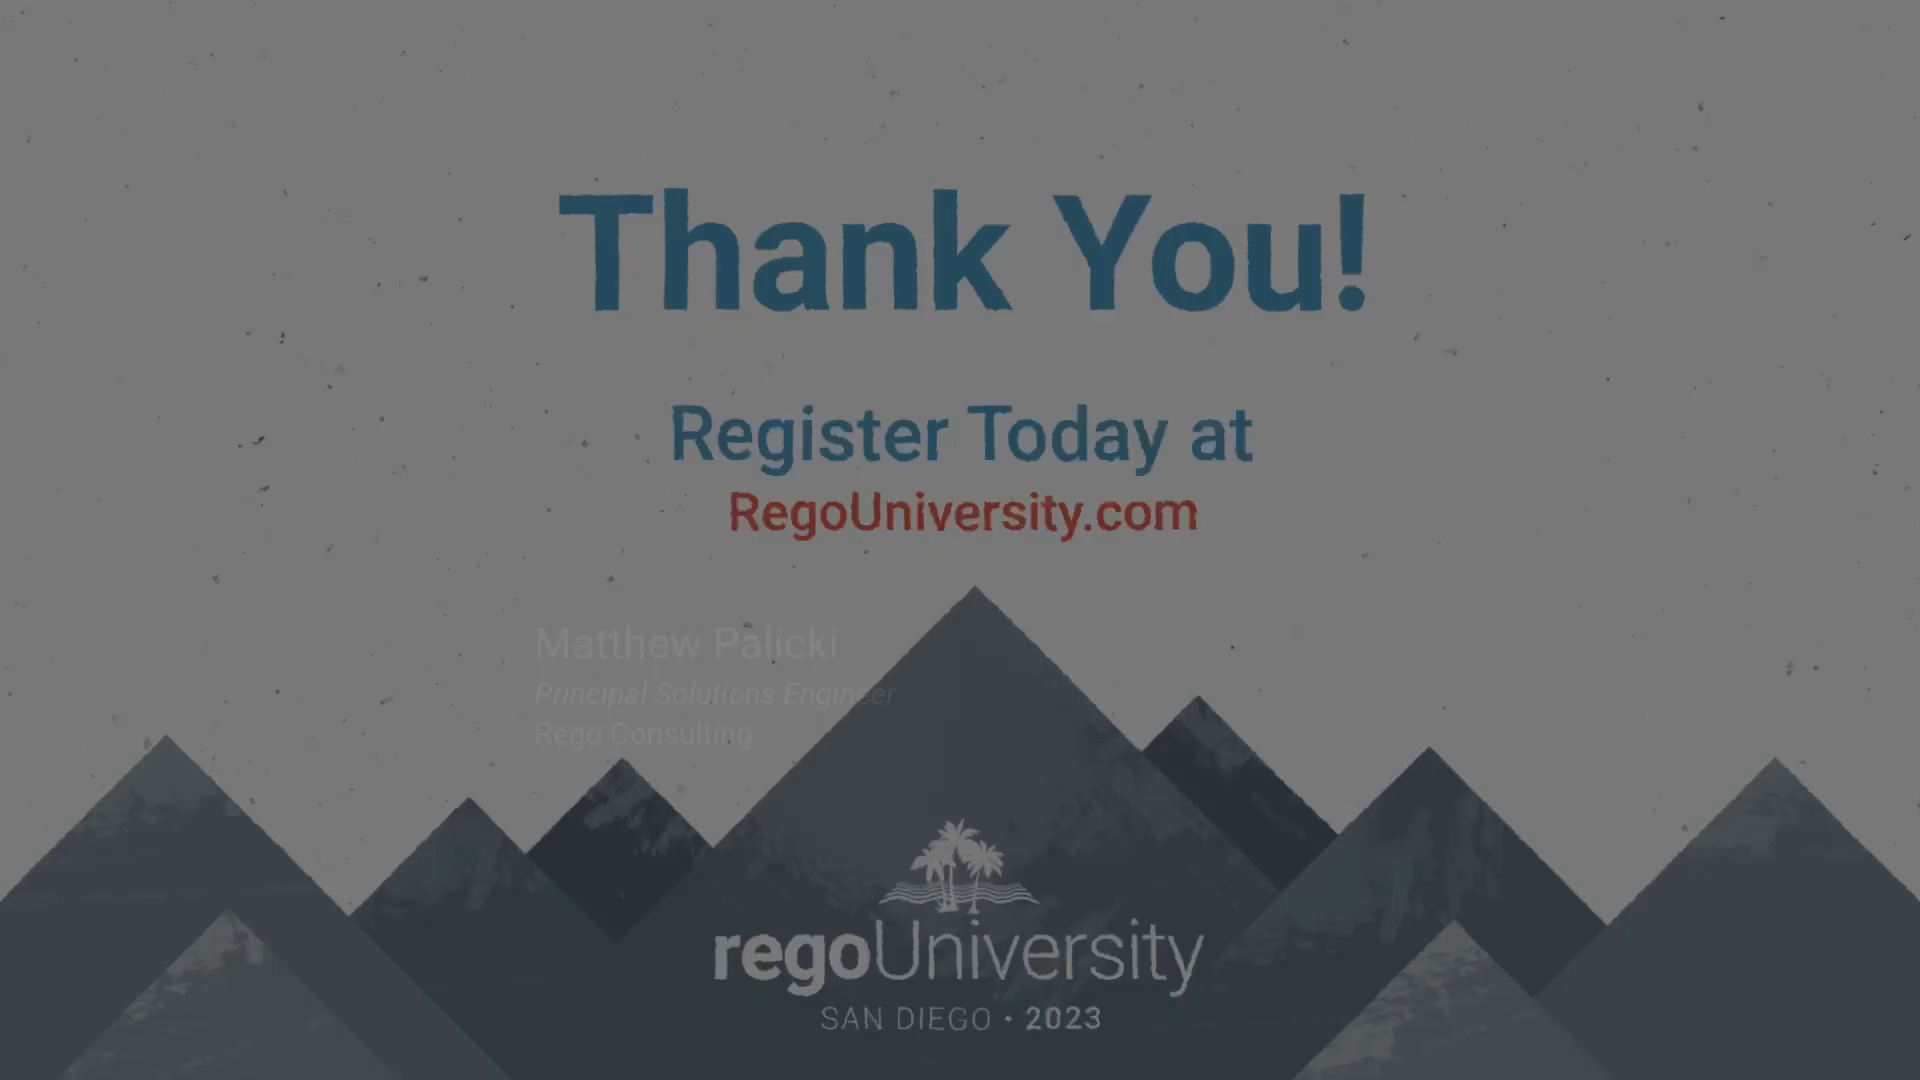 Thank You!
Register Today at
RegoUniversity.com
Matthew Palicki
Principal Solutions Engineer
Rego Consulting
regoUniversity
SAN DIEGO • 2023